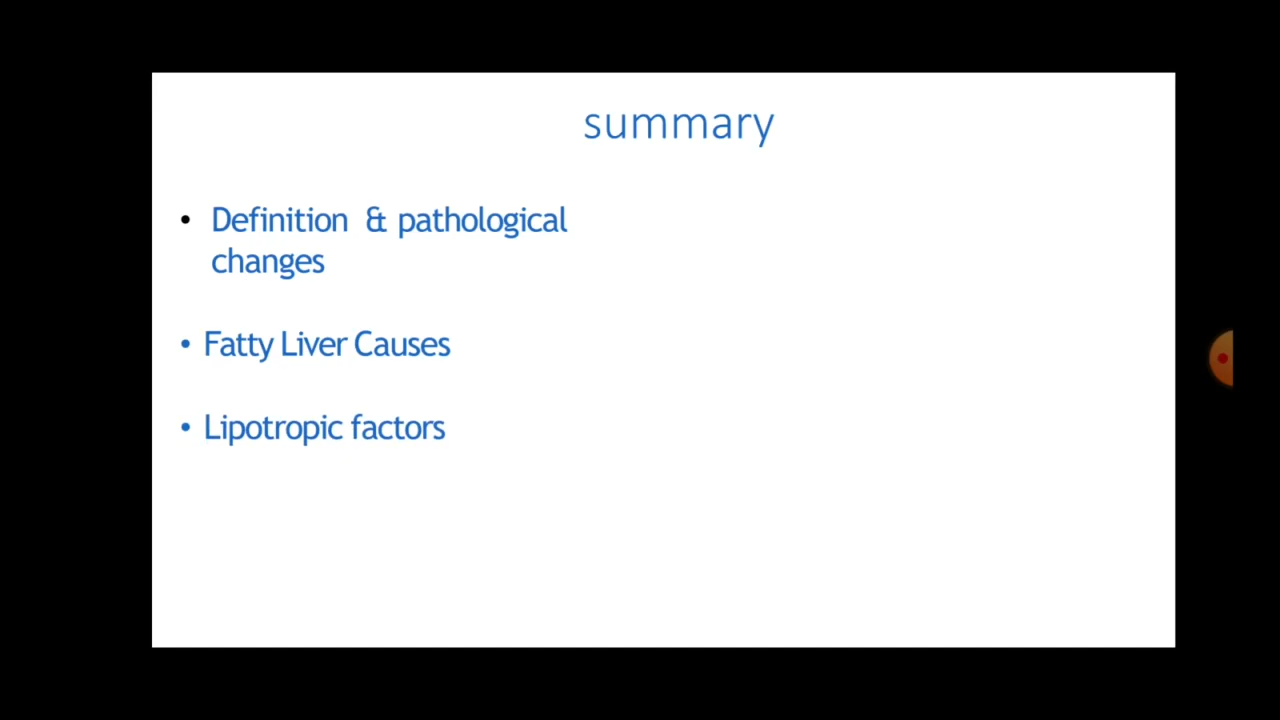 summary
• Definition & pathological
changes
• Fatty Liver Causes
• Lipotropic factors